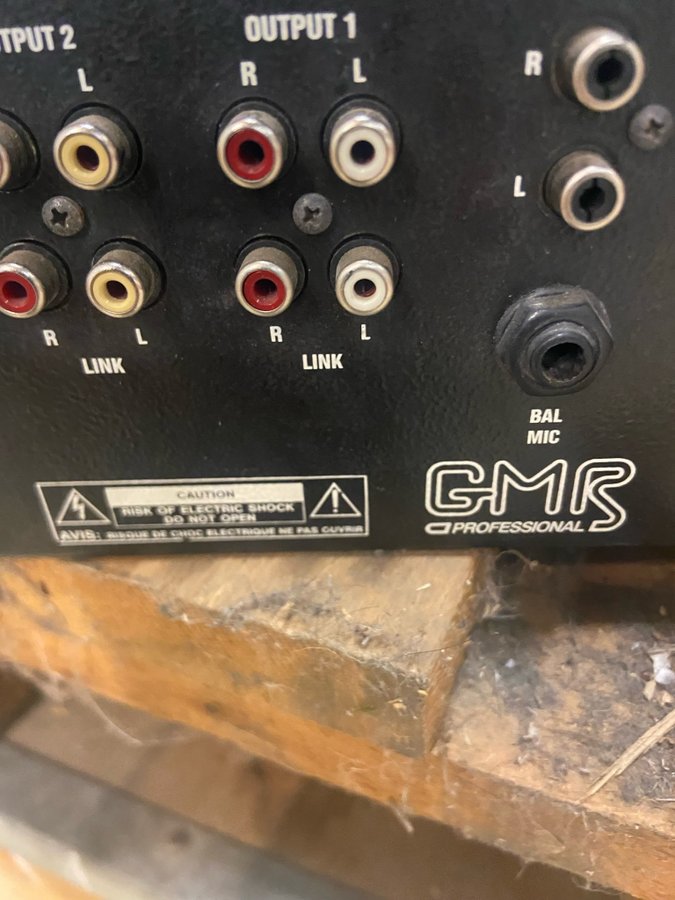 TPUT 2
OUTPUT 1
L
R
L
R
L
R
L
R
L
LINK
LINK
BAL
MIC
CAUTION
RISK OF ELECTRIC SHOCK
DO NOT OPEN
AVIS: RISQUE DE CHOC ELECTRIQUE NE PAS OUVRIR
GMR
PROFESSIONAL